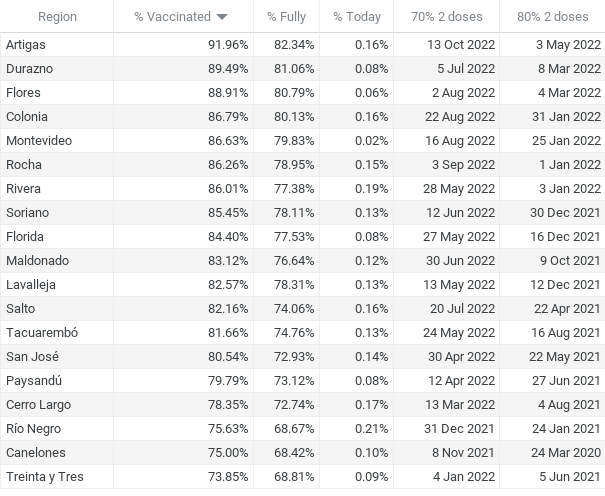 Region % Vaccinated % Fully % Today 70% 2 doses 80% 2 doses
Artigas 91.96% 82.34% 0.16% 13 Oct 2022 3 May 2022
Durazno 89.49% 81.06% 0.08% 5 Jul 2022 8 Mar 2022
Flores 88.91% 80.79% 0.06% 2 Aug 2022 4 Mar 2022
Colonia 86.79% 80.13% 0.16% 22 Aug 2022 31 Jan 2022
Montevideo 86.63% 79.83% 0.02% 16 Aug 2022 25 Jan 2022
Rocha 86.26% 78.95% 0.15% 3 Sep 2022 1 Jan 2022
Rivera 86.01% 77.38% 0.19% 28 May 2022 3 Jan 2022
Soriano 85.45% 78.11% 0.13% 12 Jun 2022 30 Dec 2021
Florida 84.40% 77.53% 0.08% 27 May 2022 16 Dec 2021
Maldonado 83.12% 76.64% 0.12% 30 Jun 2022 9 Oct 2021
Lavalleja 82.57% 78.31% 0.13% 13 May 2022 12 Dec 2021
Salto 82.16% 74.06% 0.16% 20 Jul 2022 22 Apr 2021
Tacuarembó 81.66% 74.76% 0.13% 24 May 2022 16 Aug 2021
San José 80.54% 72.93% 0.14% 30 Apr 2022 22 May 2021
Paysandú 79.79% 73.12% 0.08% 12 Apr 2022 27 Jun 2021
Cerro Largo 78.35% 72.74% 0.17% 13 Mar 2022 4 Aug 2021
Río Negro 75.63% 68.67% 0.21% 31 Dec 2021 24 Jan 2021
Canelones 75.00% 68.42% 0.10% 8 Nov 2021 24 Mar 2020
Treinta y Tres 73.85% 68.81% 0.09% 4 Jan 2022 5 Jun 2021